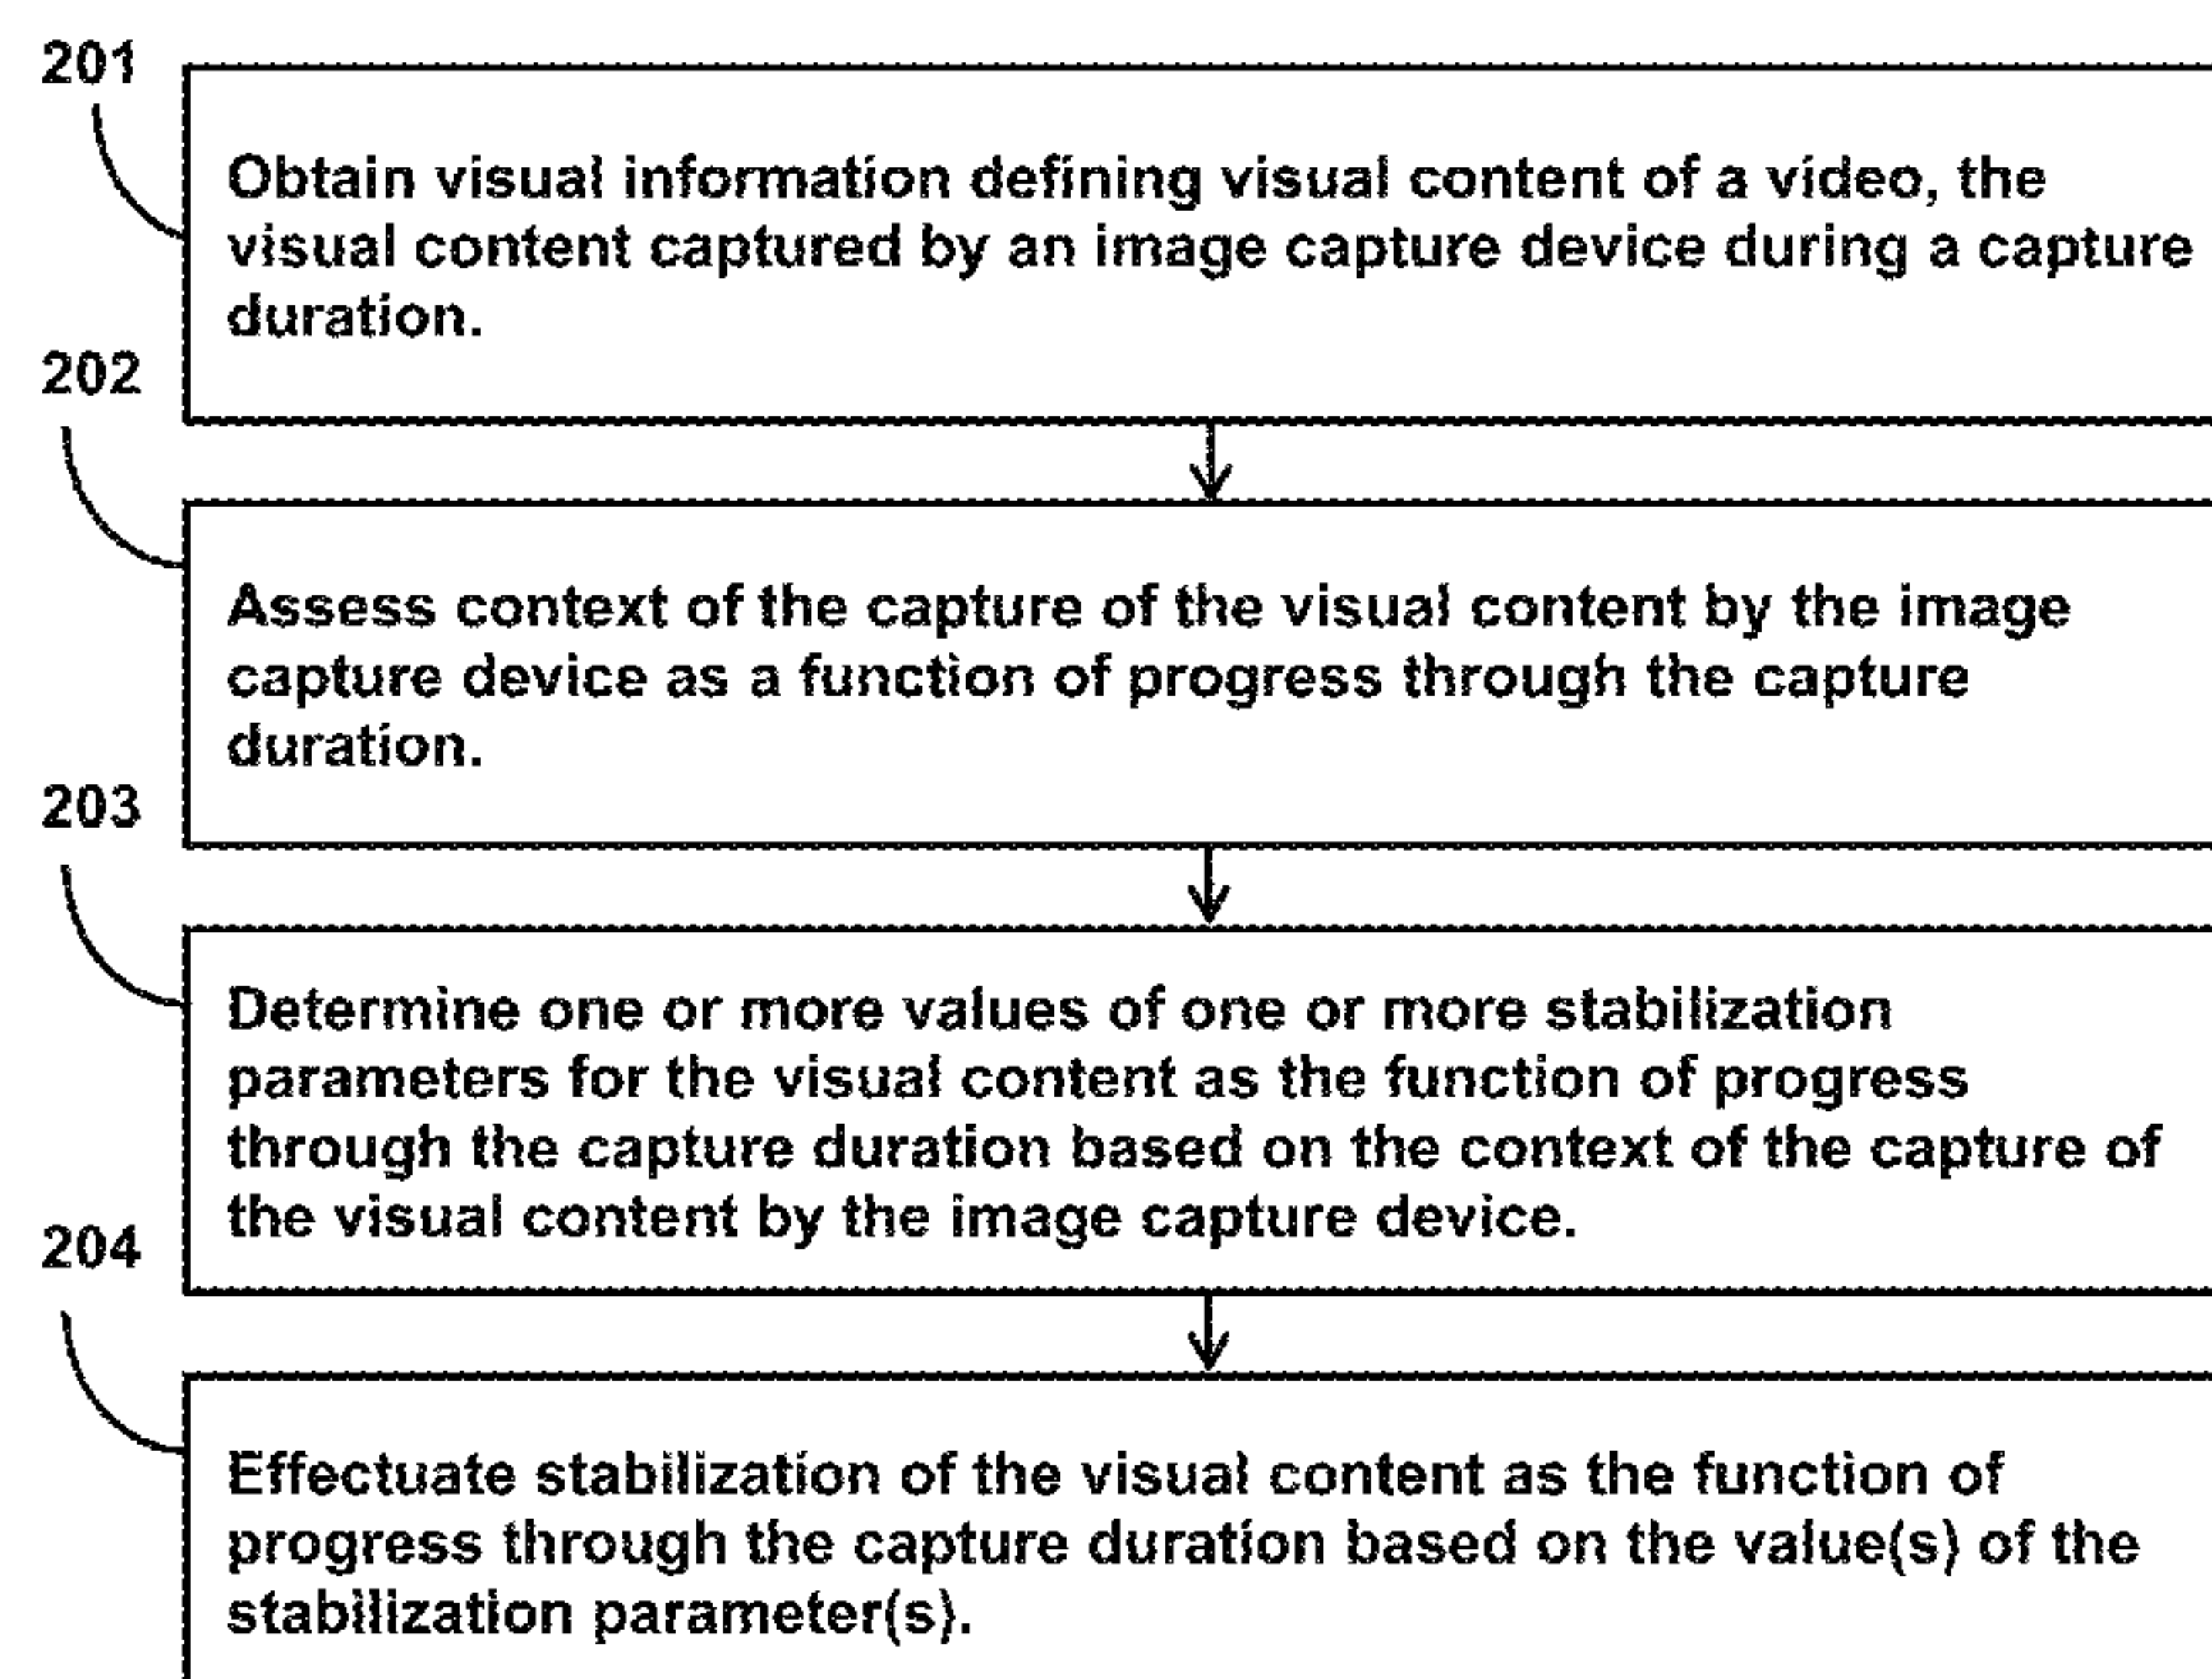 201
Obtain visual information defining visual content of a video, the
visual content captured by an image capture device during a capture
duration.
202
Assess context of the capture of the visual content by the image
capture device as a function of progress through the capture
duration.
203
Determine one or more values of one or more stabilization
parameters for the visual content as the function of progress
through the capture duration based on the context of the capture of
the visual content by the image capture device.
204
Effectuate stabilization of the visual content as the function of
progress through the capture duration based on the value(s) of the
stabilization parameter(s).